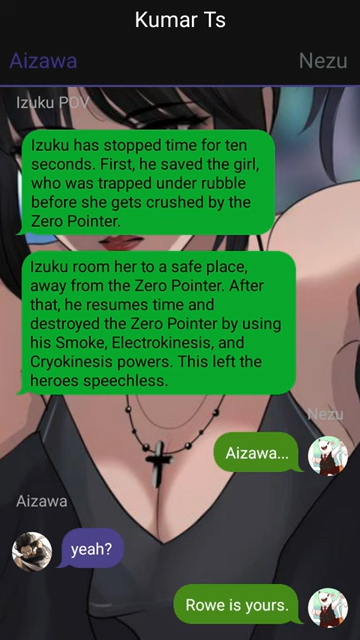 Kumar Ts
Aizawa
Nezu
Izuku POV
Izuku has stopped time for ten
seconds. First, he saved the girl,
who was trapped under rubble
before she gets crushed by the
Zero Pointer.
Izuku room her to a safe place,
away from the Zero Pointer. After
that, he resumes time and
destroyed the Zero Pointer by using
his Smoke, Electrokinesis, and
Cryokinesis powers. This left the
heroes speechless.
Nezu
Aizawa...
Aizawa
yeah?
Rowe is yours.